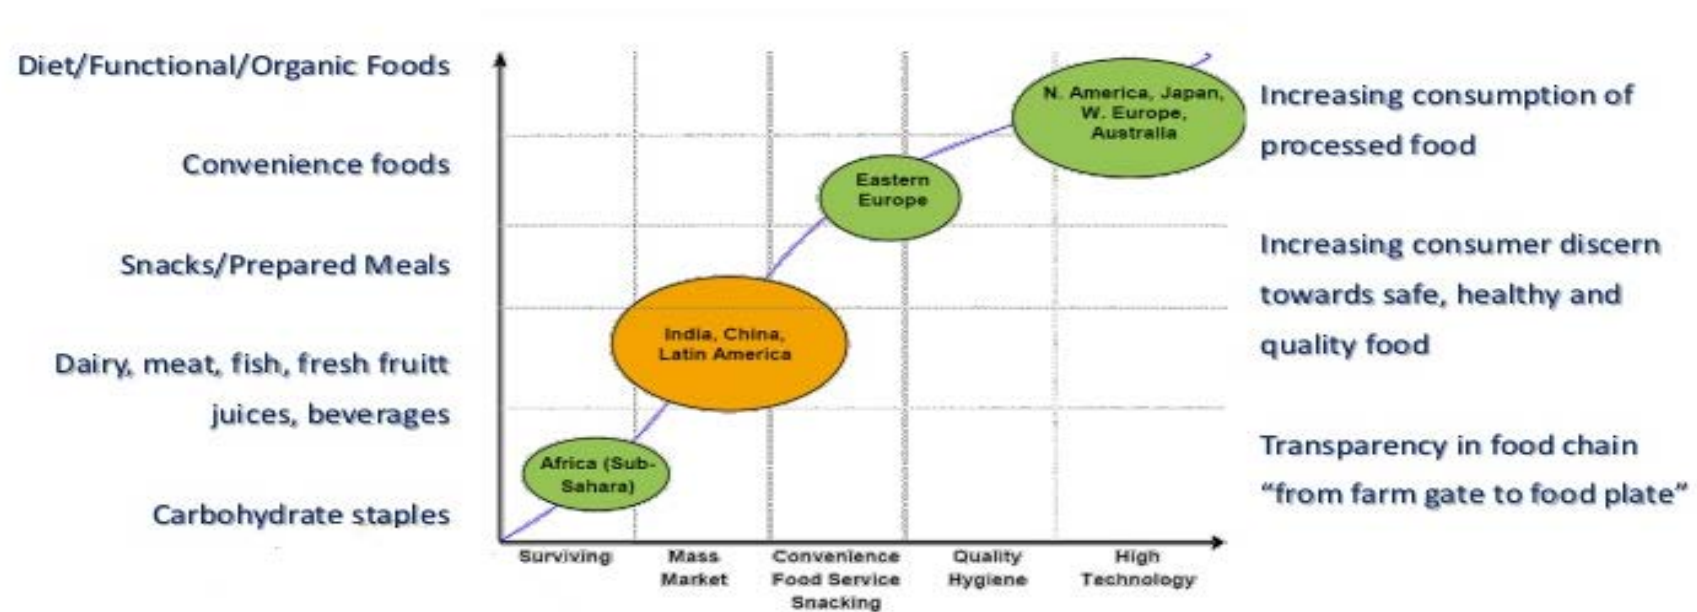 Diet/Functional/Organic Foods
Convenience foods
Snacks/Prepared Meals
Dairy, meat, fish, fresh fruitt
juices, beverages
Carbohydrate staples
N. America, Japan,
W. Europe,
Australia
Eastern
Europe
India, China,
Latin America
Africa (Sub-
Sahara)
Surviving
Mass
Market
Convenience
Food Service
Snacking
Quality
Hygiene
High
Technology
Increasing consumption of
processed food
Increasing consumer discern
towards safe, healthy and
quality food
Transparency in food chain
“from farm gate to food plate”